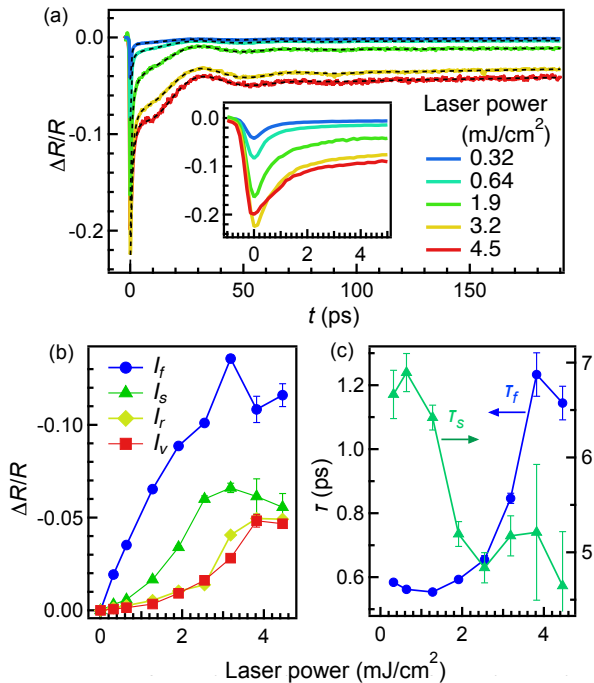 (a)
0.0
-0.1
-0.2
ΔR/R
0
50
100
150
t (ps)
0.0
-0.1
-0.2
0
2
4
Laser power
(mJ/cm²)
0.32
0.64
1.9
3.2
4.5
(b)
I_f
I_s
I_r
I_v
-0.10
-0.05
0.00
ΔR/R
0
2
4
(c)
τ_s
τ_f
1.2
1.0
0.8
0.6
τ (ps)
7
6
5
0
2
4
Laser power (mJ/cm²)